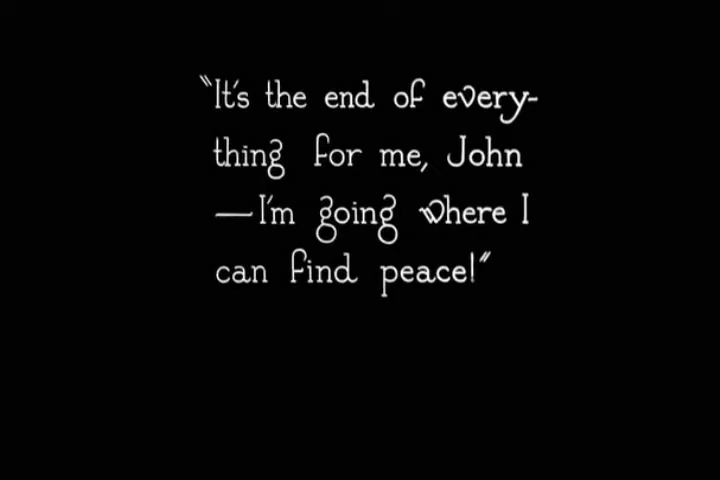 "It's the end of every-
thing for me, John
—I'm going where I
can find peace!"